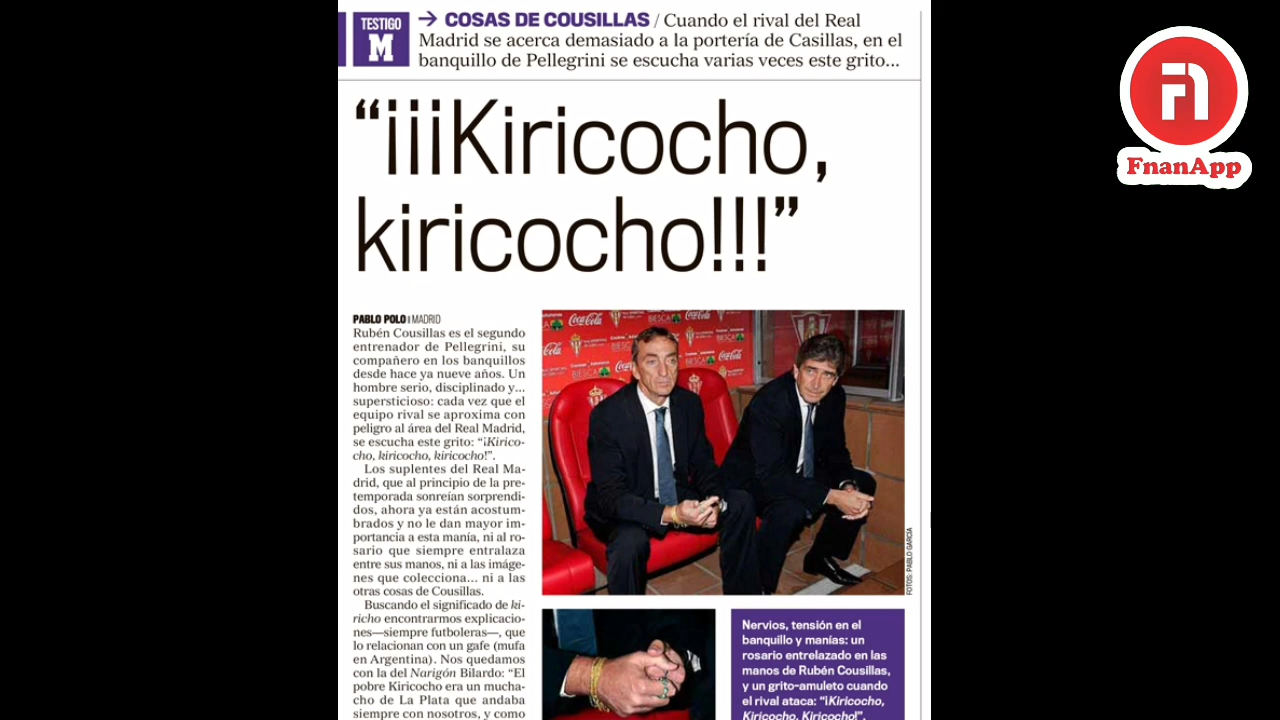 TESTIGO
M
→ COSAS DE COUSILLAS / Cuando el rival del Real
Madrid se acerca demasiado a la portería de Casillas, en el
banquillo de Pellegrini se escucha varias veces este grito...
“¡¡¡Kiricocho,
kiricocho!!!”
PABLO POLO | MADRID
Rubén Cousillas es el segundo
entrenador de Pellegrini, su
compañero en los banquillos
desde hace ya nueve años. Un
hombre serio, disciplinado y...
supersticioso: cada vez que el
equipo rival se aproxima con
peligro al área del Real Madrid,
se escucha este grito: “¡Kirico-
cho, kiricocho, kiricocho!”.
Los suplentes del Real Ma-
drid, que al principio de la pre-
temporada sonreían sorprendi-
dos, ahora ya están acostum-
brados y no le dan mayor im-
portancia a esta manía, ni al ro-
sario que siempre entralaza
entre sus manos, ni a las imáge-
nes que colecciona... ni a las
otras cosas de Cousillas.
Buscando el significado de ki-
richo encontrarmos explicacio-
nes—siempre futboleras—, que
lo relacionan con un gafe (mufa
en Argentina). Nos quedamos
con la del Narigón Bilardo: “El
pobre Kiricocho era un mucha-
cho de La Plata que andaba
siempre con nosotros, y como
Coca-Cola
Coca-Cola
BIESCA
BIESCA
FOTOS: PABLO GARCÍA
Nervios, tensión en el
banquillo y manías: un
rosario entrelazado en las
manos de Rubén Cousillas,
y un grito-amuleto cuando
el rival ataca: “¡Kiricocho,
Kiricocho, Kiricocho!”.
FnanApp